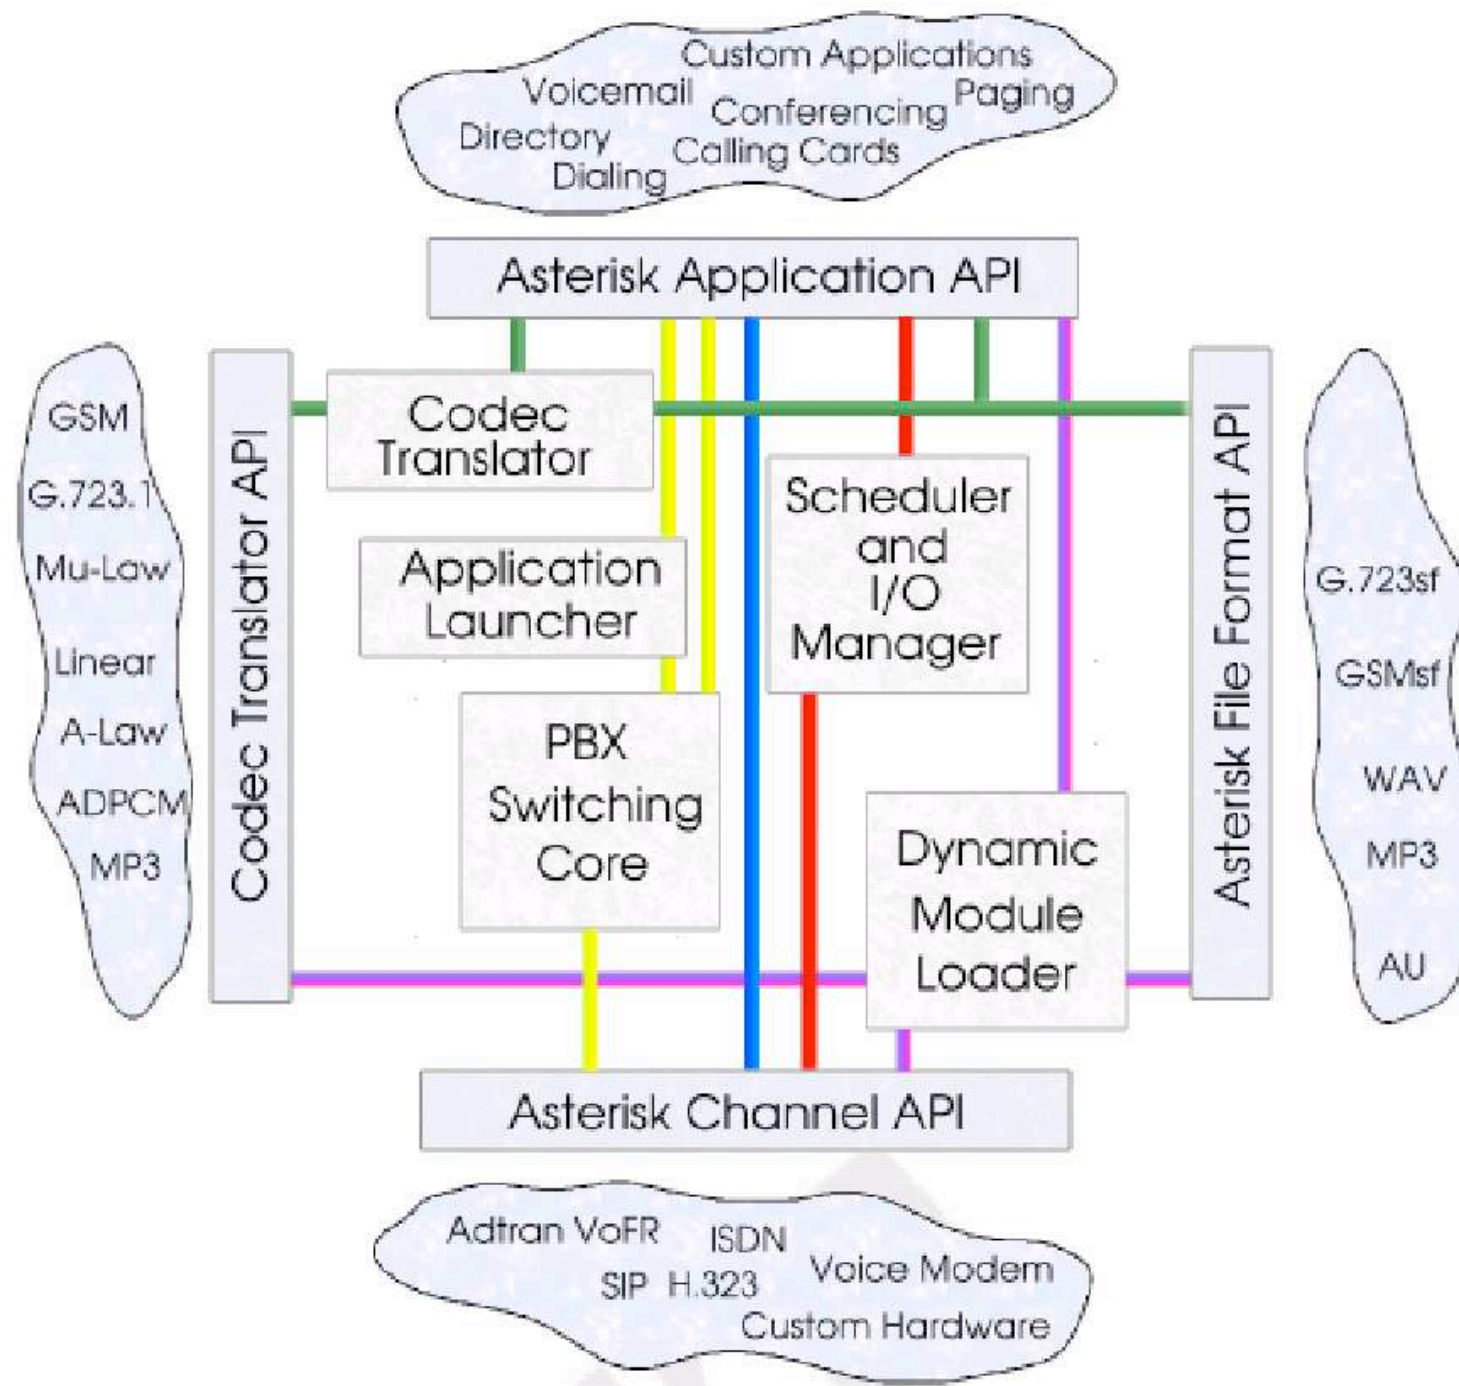 Custom Applications
Voicemail
Paging
Conferencing
Directory
Calling Cards
Dialing
Asterisk Application API
GSM
G.723.1
Mu-Law
Linear
A-Law
ADPCM
MP3
Codec Translator API
Codec
Translator
Application
Launcher
PBX
Switching
Core
Scheduler
and
I/O
Manager
Dynamic
Module
Loader
Asterisk File Format API
G.723sf
GSMsf
WAV
MP3
AU
Asterisk Channel API
Adtran VoFR
ISDN
Voice Modem
SIP H.323
Custom Hardware